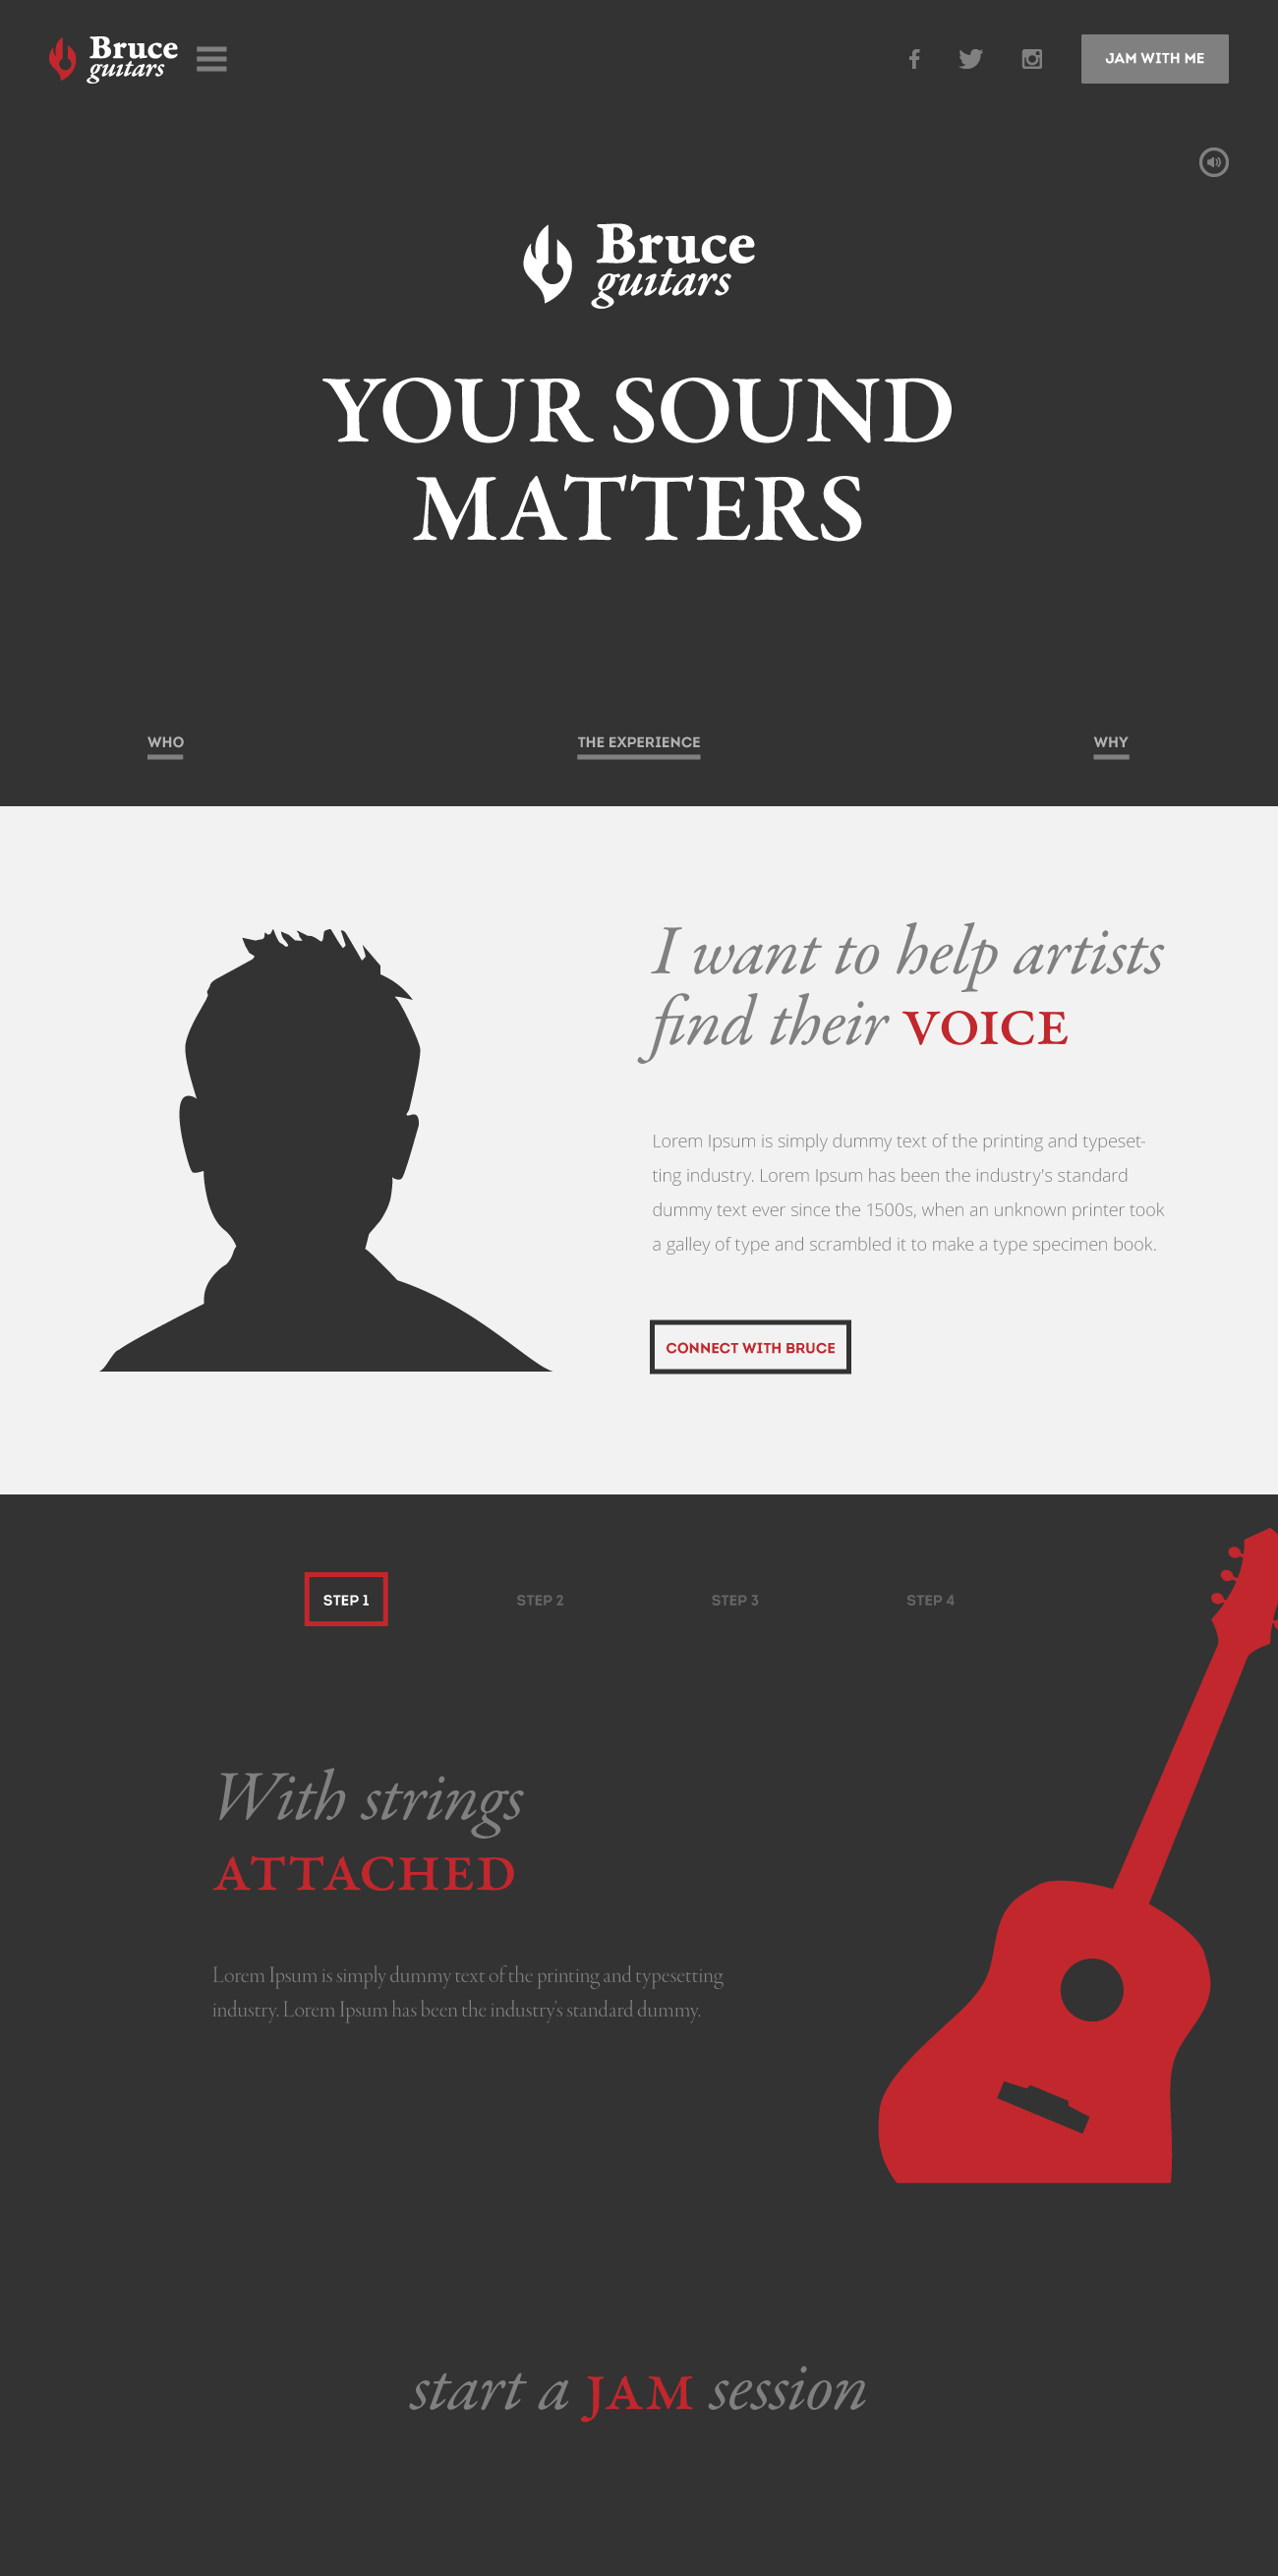 Bruce
guitars
JAM WITH ME
Bruce
guitars
YOUR SOUND
MATTERS
WHO
THE EXPERIENCE
WHY
I want to help artists
find their VOICE
Lorem Ipsum is simply dummy text of the printing and typeset-
ting industry. Lorem Ipsum has been the industry's standard
dummy text ever since the 1500s, when an unknown printer took
a galley of type and scrambled it to make a type specimen book.
CONNECT WITH BRUCE
STEP 1
STEP 2
STEP 3
STEP 4
With strings
ATTACHED
Lorem Ipsum is simply dummy text of the printing and typesetting
industry. Lorem Ipsum has been the industry's standard dummy.
start a JAM session